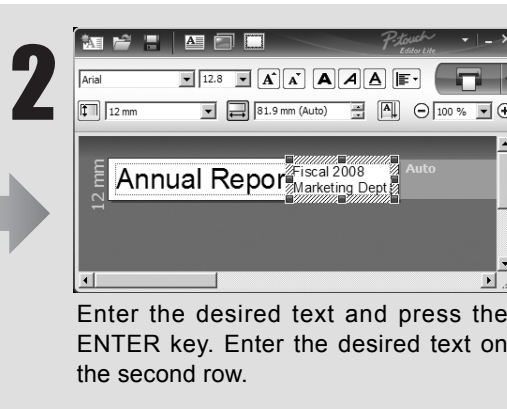 2
P-touch
Editor Lite
Arial
12.8
A A A A A
12 mm
81.9 mm (Auto)
A
100 %
12 mm
Annual Repor
Fiscal 2008
Marketing Dept
Auto
Enter the desired text and press the
ENTER key. Enter the desired text on
the second row.